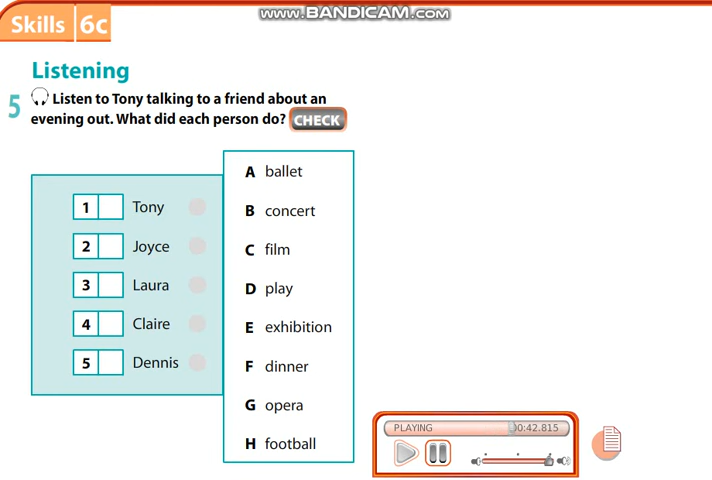 www.BANDICAM.com
Skills 6c
Listening
5 Listen to Tony talking to a friend about an
evening out. What did each person do? CHECK
1 Tony
2 Joyce
3 Laura
4 Claire
5 Dennis
A ballet
B concert
C film
D play
E exhibition
F dinner
G opera
H football
PLAYING 00:42.815